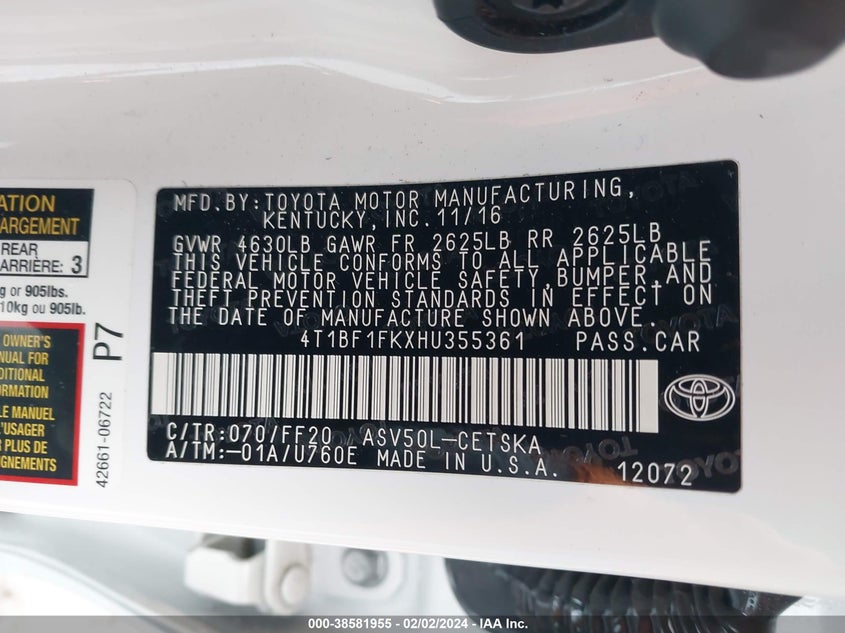 ATION
ARGEMENT
REAR
ARRIÈRE: 3
g or 905lbs.
10kg ou 905lb.
OWNER'S
MANUAL FOR
DITIONAL
FORMATION
LE MANUEL
'USAGER
R PLUS DE
SEIGNEMENTS
P7
42661-06722
MFD.BY:TOYOTA MOTOR MANUFACTURING,
KENTUCKY,INC.11/16
GVWR 4630LB GAWR FR 2625LB RR 2625LB
THIS VEHICLE CONFORMS TO ALL APPLICABLE
FEDERAL MOTOR VEHICLE SAFETY,BUMPER,AND
THEFT PREVENTION STANDARDS IN EFFECT ON
THE DATE OF MANUFACTURE SHOWN ABOVE.
4T1BF1FKXHU355361 PASS.CAR
C/TR:070/FF20 ASV50L-CETSKA
A/TM:-01A/U760E MADE IN U.S.A. 12072
000-38581955 - 02/02/2024 - IAA Inc.